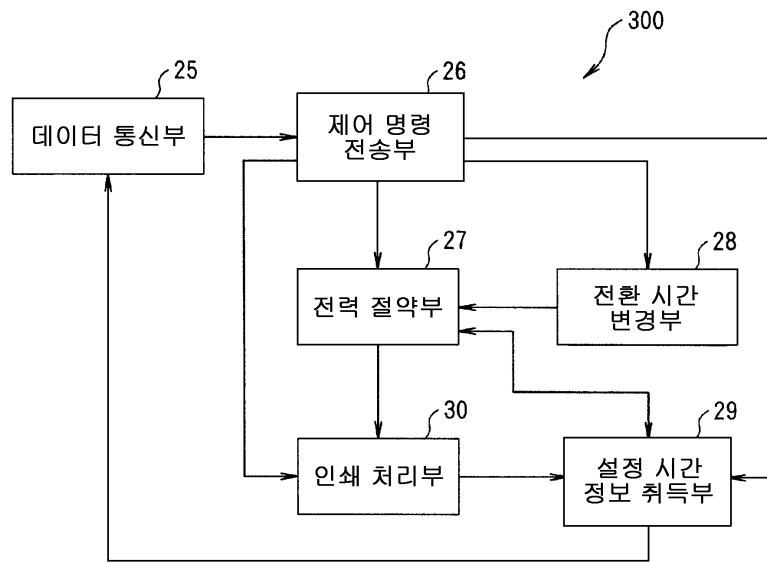 300
25
데이터 통신부
26
제어 명령
전송부
27
전력 절약부
28
전환 시간
변경부
30
인쇄 처리부
29
설정 시간
정보 취득부